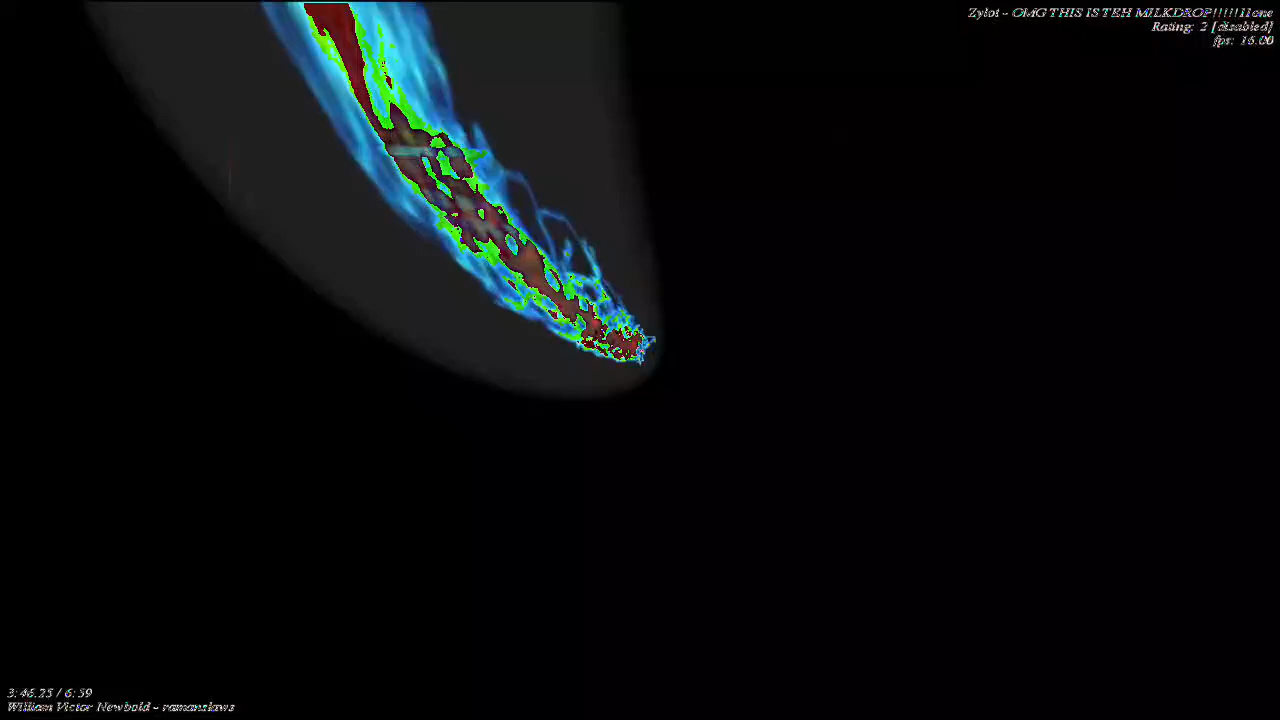 Zylot - OMG THIS IS TEH MILKDROP!!!!!11one
Rating: 2 [disabled]
fps: 16.00
3:46.25 / 6:59
William Victor Newbold - ramanslaws